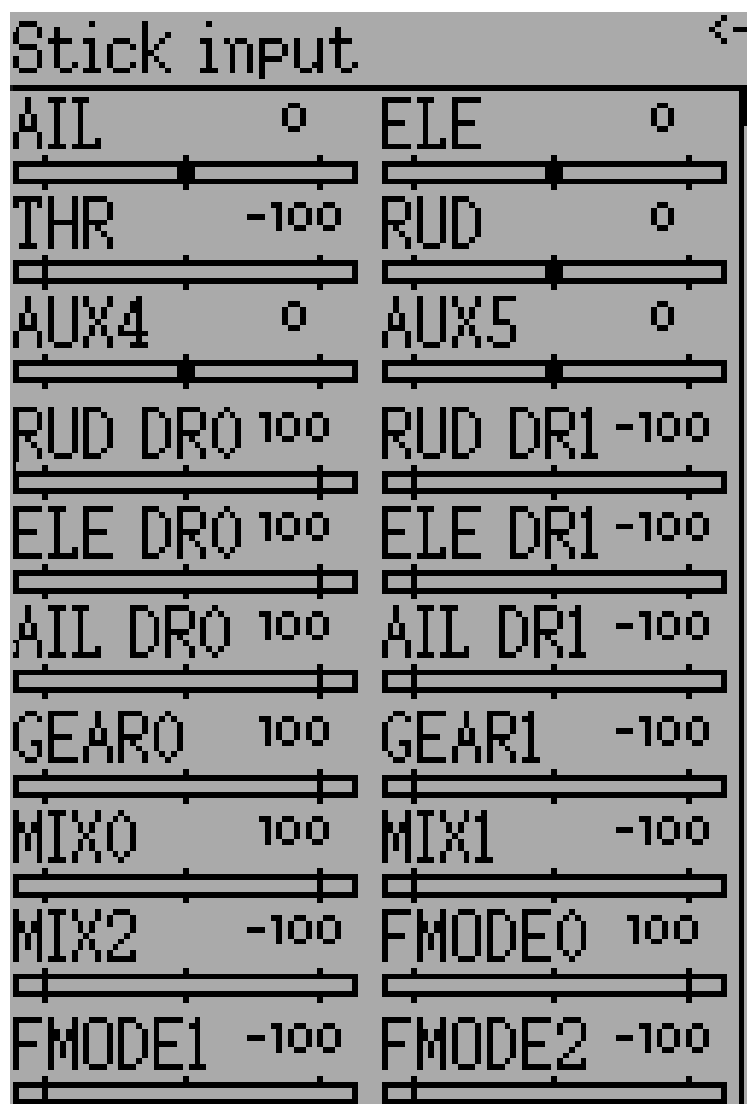 Stick input <-
AIL 0 ELE 0
THR -100 RUD 0
AUX4 0 AUX5 0
RUD DR0 100 RUD DR1 -100
ELE DR0 100 ELE DR1 -100
AIL DR0 100 AIL DR1 -100
GEAR0 100 GEAR1 -100
MIX0 100 MIX1 -100
MIX2 -100 FMODE0 100
FMODE1 -100 FMODE2 -100